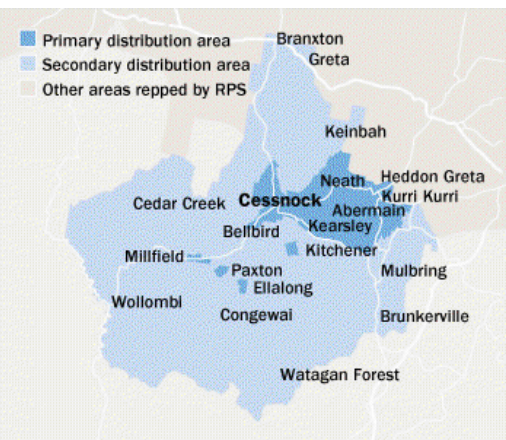 Primary distribution area
Secondary distribution area
Other areas repped by RPS
Branxton
Greta
Keinbah
Neath
Heddon Greta
Kurri Kurri
Cedar Creek
Cessnock
Abermain
Bellbird
Kearsley
Kitchener
Millfield
Paxton
Mulbring
Ellalong
Wollombi
Congewai
Brunkerville
Watagan Forest